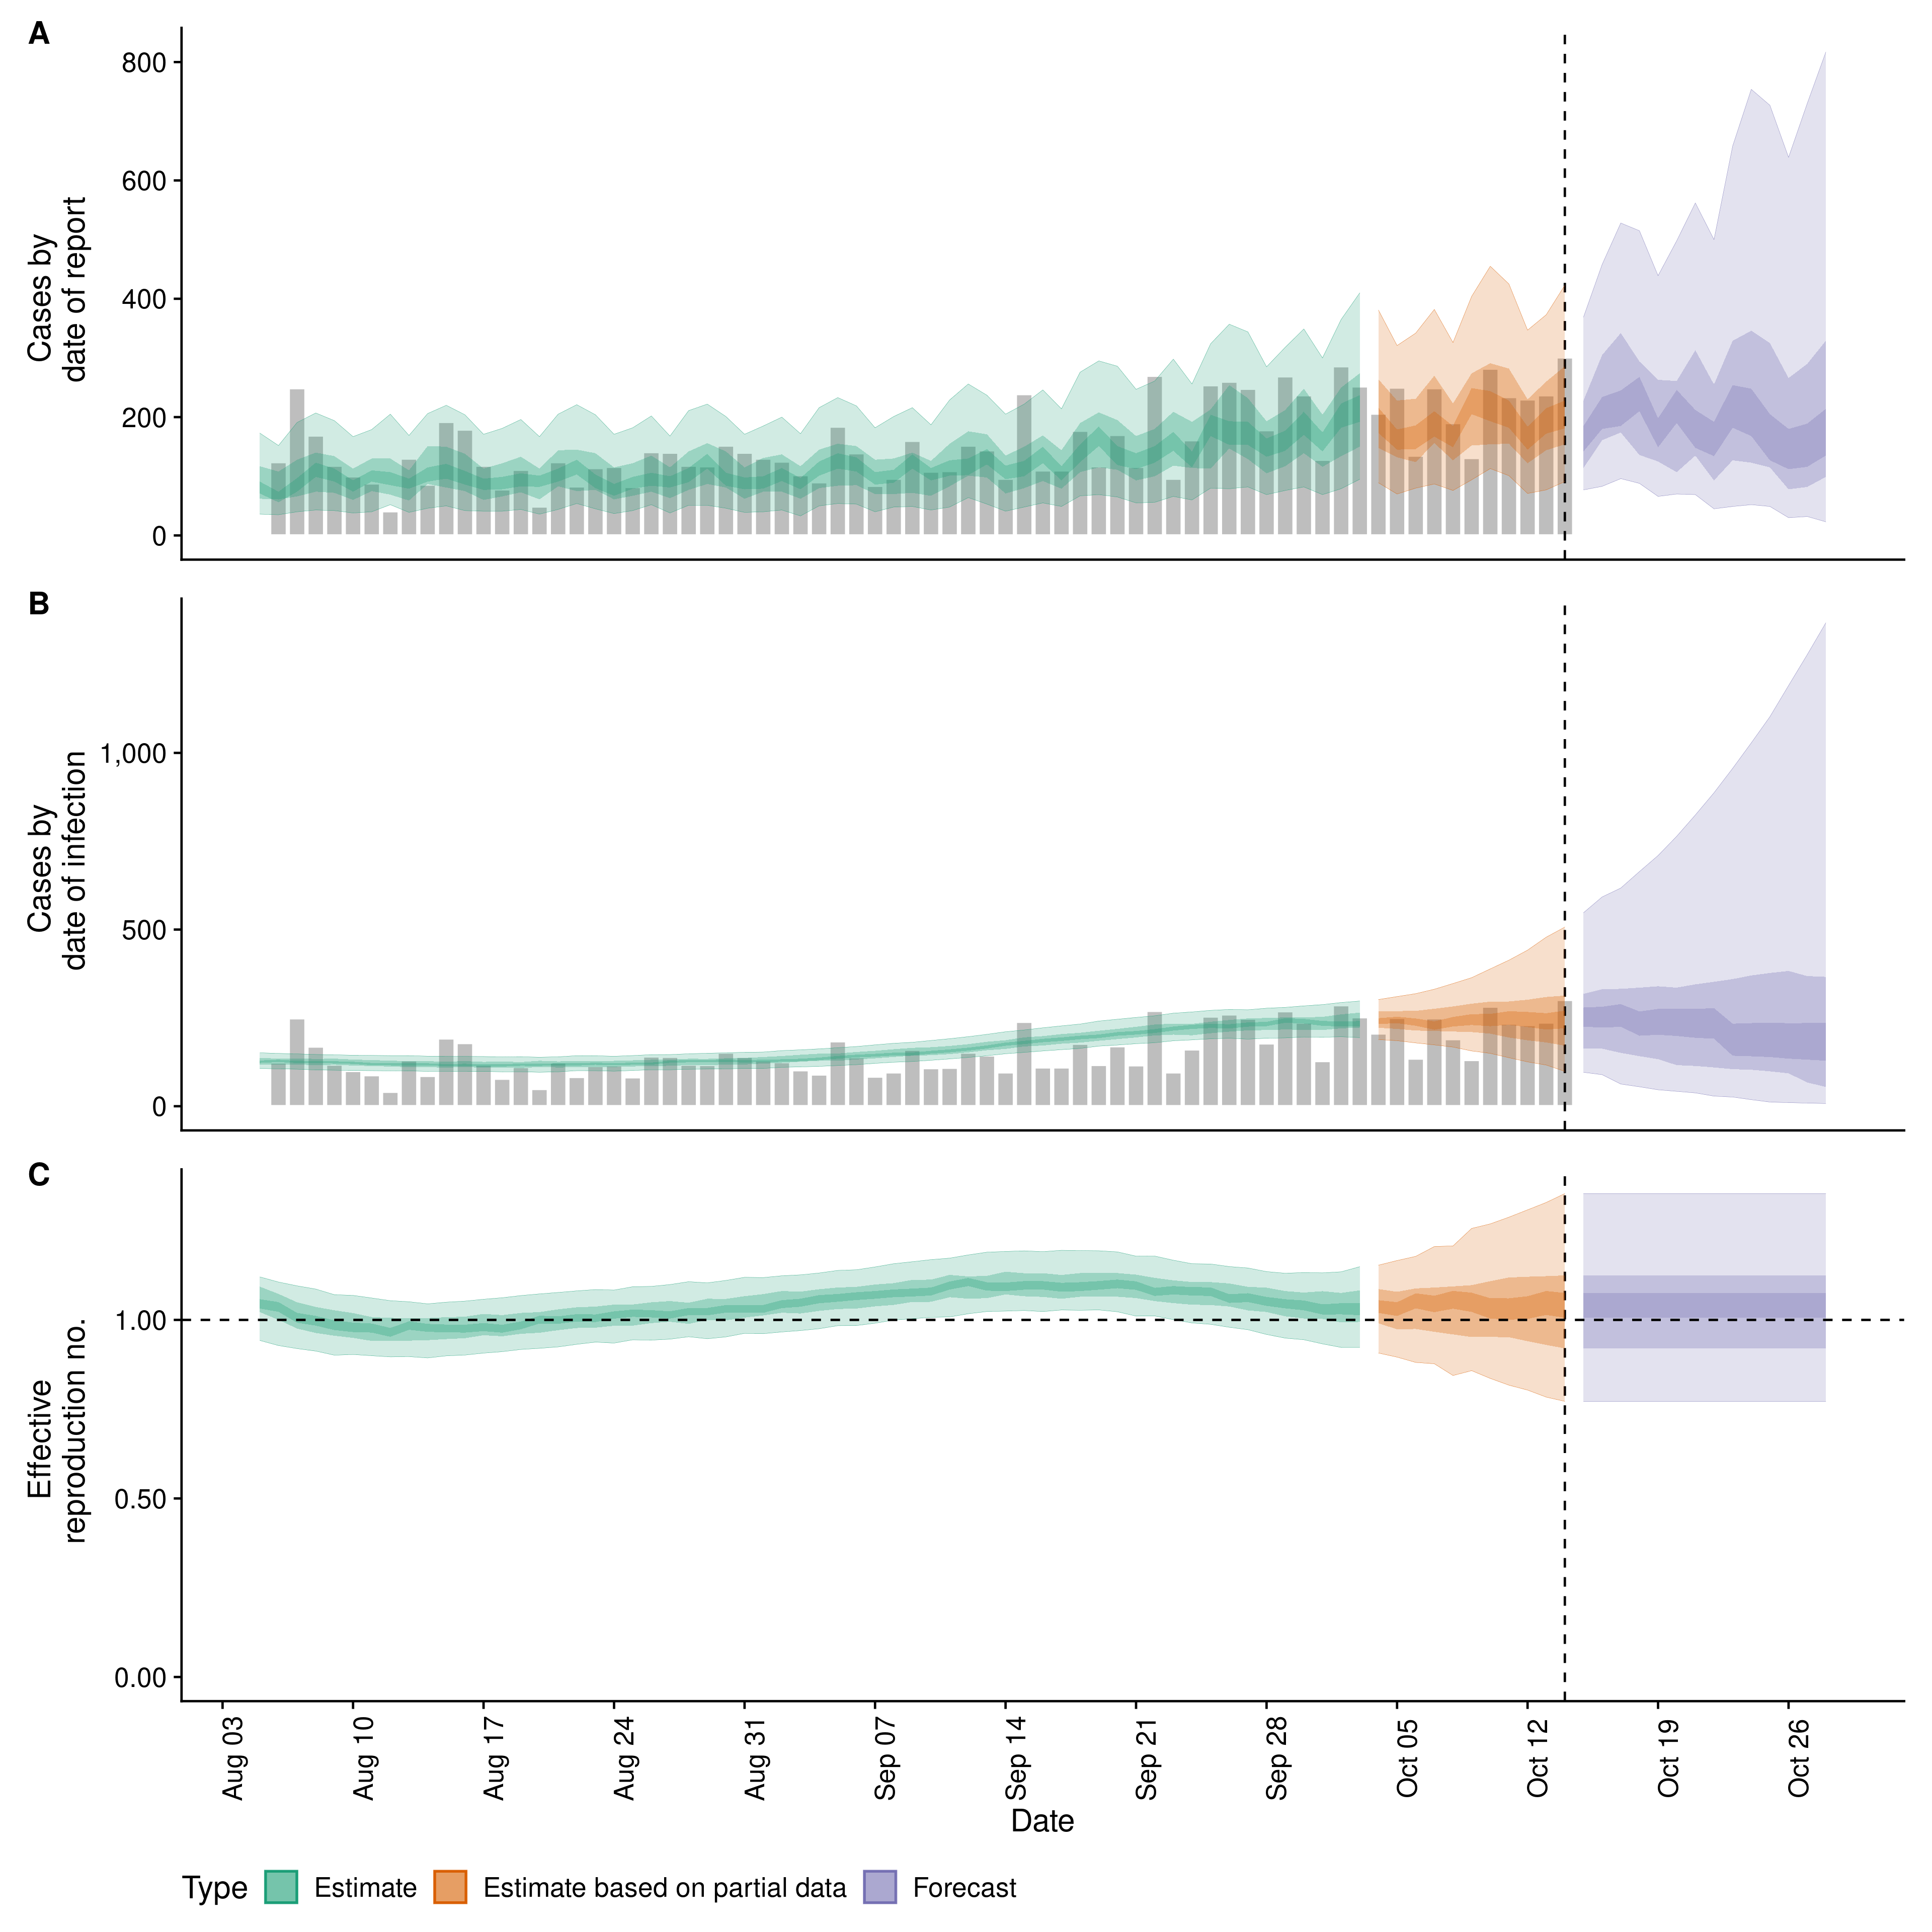 A
800
600
400
200
0
Cases by
date of report
B
1,000
500
0
Cases by
date of infection
C
1.00
0.50
0.00
Effective
reproduction no.
Aug 03
Aug 10
Aug 17
Aug 24
Aug 31
Sep 07
Sep 14
Sep 21
Sep 28
Oct 05
Oct 12
Oct 19
Oct 26
Date
Type Estimate Estimate based on partial data Forecast